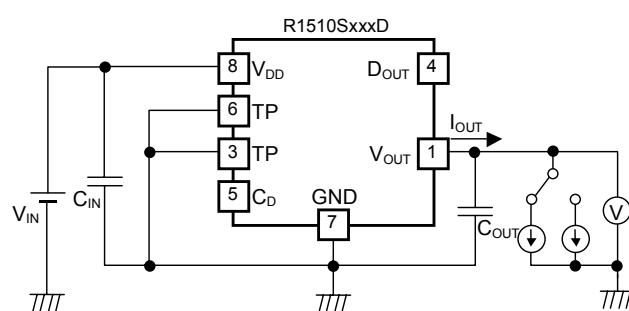 R1510SxxxD
8 VDD DOUT 4
6 TP
IOUT
3 TP VOUT 1
5 CD GND
VIN CIN 7 COUT V